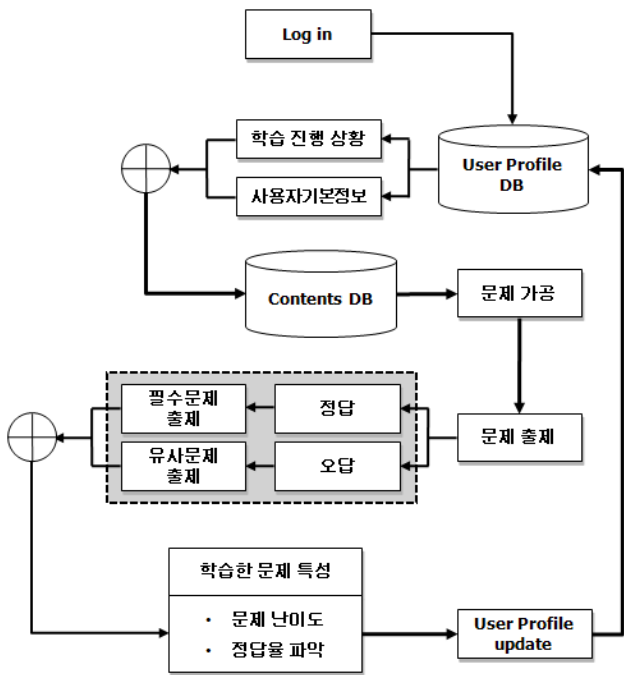 Log in
학습 진행 상황
User Profile
DB
사용자기본정보
Contents DB
문제 가공
필수문제
출제
정답
문제 출제
유사문제
출제
오답
학습한 문제 특성
• 문제 난이도
• 정답율 파악
User Profile
update